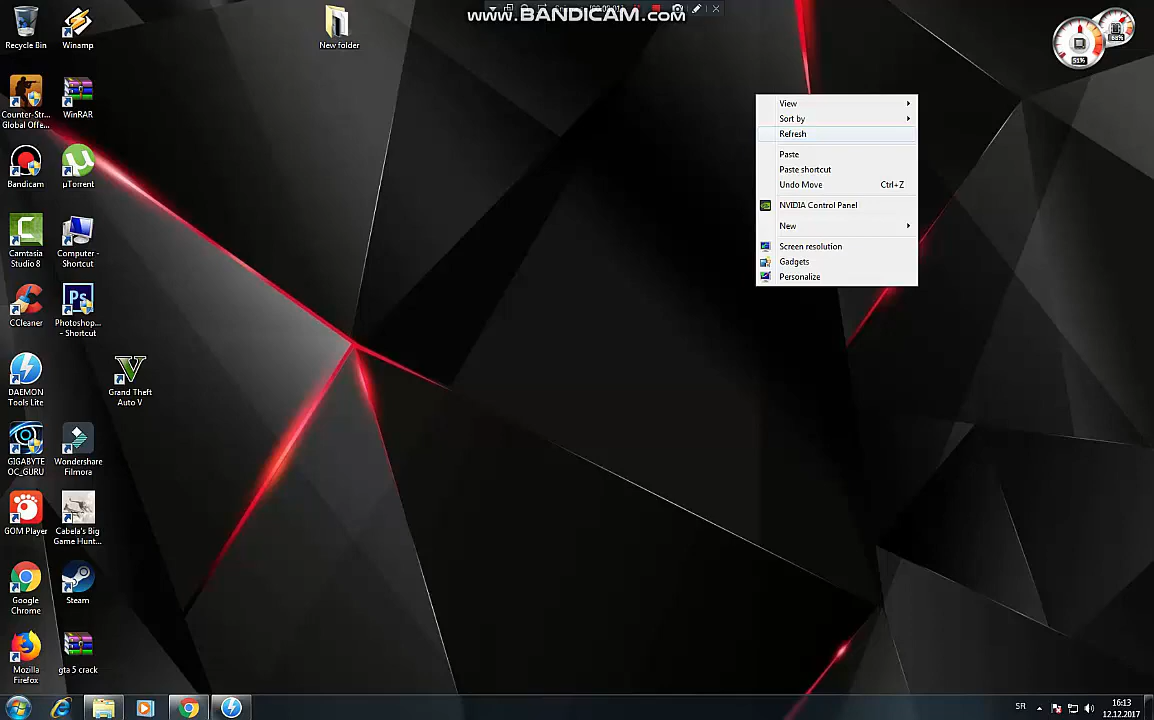 www.BANDICAM.com
Recycle Bin
Winamp
New folder
51%
68%
Counter-Str...
Global Offe...
WinRAR
Bandicam
µTorrent
Camtasia
Studio 8
Computer -
Shortcut
CCleaner
Photoshop...
- Shortcut
DAEMON
Tools Lite
Grand Theft
Auto V
GIGABYTE
OC_GURU
Wondershare
Filmora
GOM Player
Cabela's Big
Game Hunt...
Google
Chrome
Steam
Mozilla
Firefox
gta 5 crack
View
Sort by
Refresh
Paste
Paste shortcut
Undo Move Ctrl+Z
NVIDIA Control Panel
New
Screen resolution
Gadgets
Personalize
SR
16:13
12.12.2017